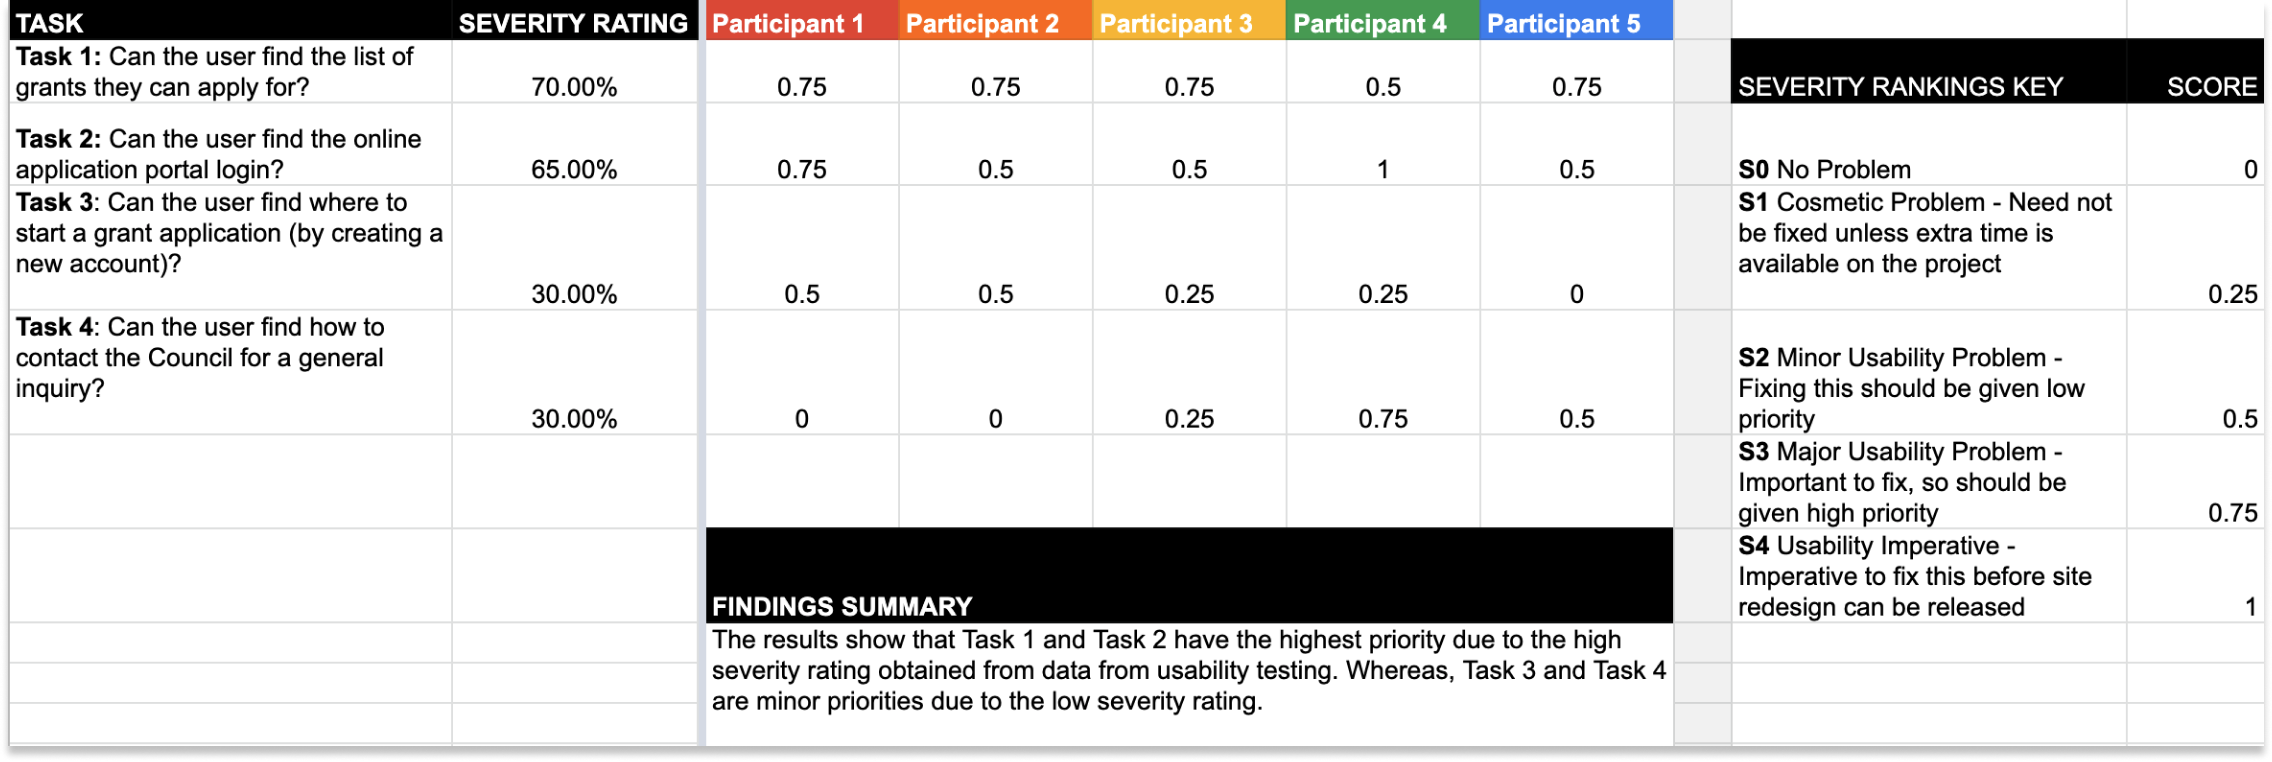 TASK SEVERITY RATING Participant 1 Participant 2 Participant 3 Participant 4 Participant 5
Task 1: Can the user find the list of
grants they can apply for? 70.00% 0.75 0.75 0.75 0.5 0.75
Task 2: Can the user find the online
application portal login? 65.00% 0.75 0.5 0.5 1 0.5
Task 3: Can the user find where to
start a grant application (by creating a
new account)?
30.00% 0.5 0.5 0.25 0.25 0
Task 4: Can the user find how to
contact the Council for a general
inquiry?
30.00% 0 0 0.25 0.75 0.5
FINDINGS SUMMARY
The results show that Task 1 and Task 2 have the highest priority due to the high
severity rating obtained from data from usability testing. Whereas, Task 3 and Task 4
are minor priorities due to the low severity rating.
SEVERITY RANKINGS KEY SCORE
S0 No Problem 0
S1 Cosmetic Problem - Need not
be fixed unless extra time is
available on the project
0.25
S2 Minor Usability Problem -
Fixing this should be given low
priority 0.5
S3 Major Usability Problem -
Important to fix, so should be
given high priority 0.75
S4 Usability Imperative -
Imperative to fix this before site
redesign can be released 1